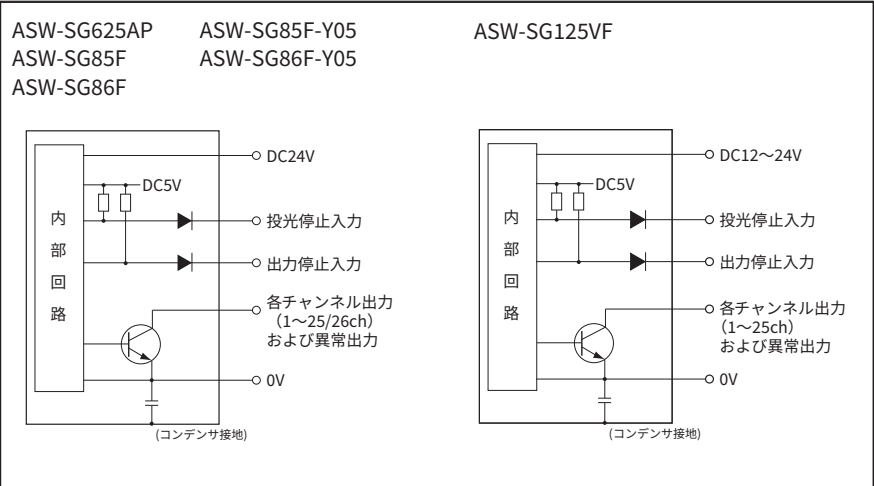 ASW-SG625AP ASW-SG85F-Y05
ASW-SG85F ASW-SG86F-Y05
ASW-SG86F
DC24V
DC5V
投光停止入力
内部回路
出力停止入力
各チャンネル出力
（1～25/26ch）
および異常出力
0V
(コンデンサ接地)
ASW-SG125VF
DC12～24V
DC5V
投光停止入力
内部回路
出力停止入力
各チャンネル出力
（1～25ch）
および異常出力
0V
(コンデンサ接地)